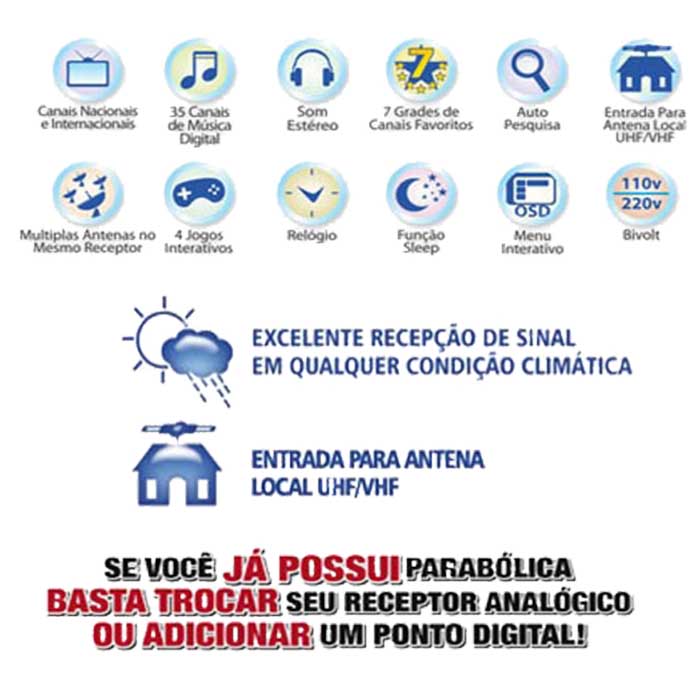 Canais Nacionais
e Internacionais
35 Canais
de Música
Digital
Som
Estéreo
7
7 Grades de
Canais Favoritos
Auto
Pesquisa
Entrada Para
Antena Local
UHF/VHF
Multiplas Antenas no
Mesmo Receptor
4 Jogos
Interativos
Relógio
Função
Sleep
OSD
Menu
Interativo
110v
220v
Bivolt
EXCELENTE RECEPÇÃO DE SINAL
EM QUALQUER CONDIÇÃO CLIMÁTICA
ENTRADA PARA ANTENA
LOCAL UHF/VHF
SE VOCÊ JÁ POSSUI PARABÓLICA
BASTA TROCAR SEU RECEPTOR ANALÓGICO
OU ADICIONAR UM PONTO DIGITAL!